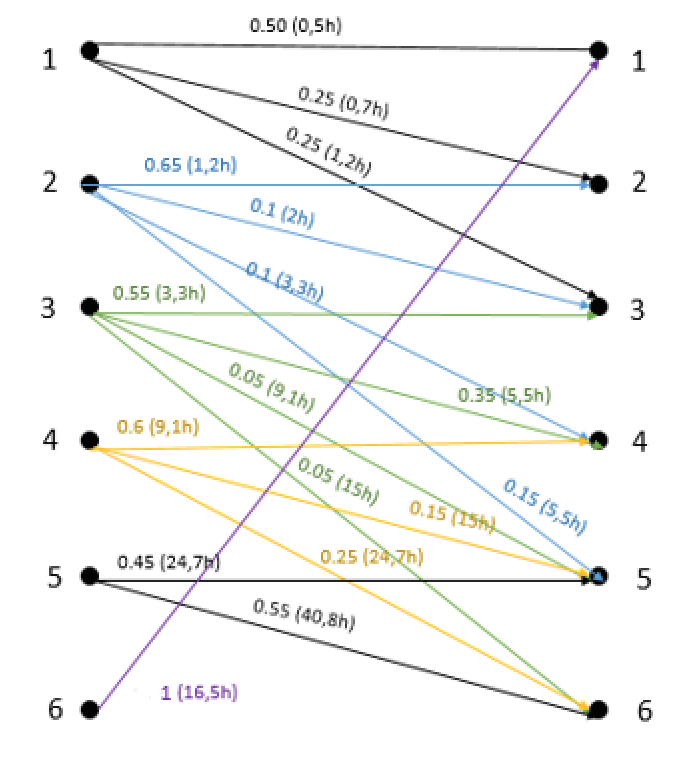 0.50 (0,5h)
1
1
0.25 (0,7h)
0.25 (1,2h)
2
0.65 (1,2h)
2
0.1 (2h)
0.1 (3,3h)
3
0.55 (3,3h)
3
0.05 (9,1h)
0.35 (5,5h)
4
0.6 (9,1h)
4
0.05 (15h)
0.15 (5,5h)
0.15 (15h)
0.25 (24,7h)
5
0.45 (24,7h)
5
0.55 (40,8h)
6
1 (16,5h)
6